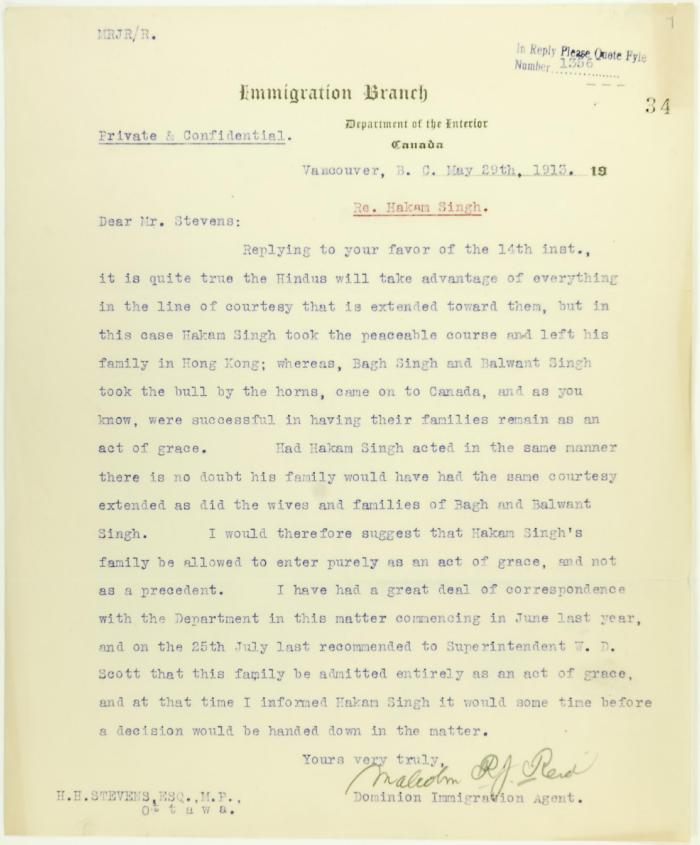 7
MRJR/R.
In Reply Please Quote Fyle
Number 1356
34
Immigration Branch
Department of the Interior
Canada
Private & Confidential.
Vancouver, B. C. May 29th, 1913. 19
Re. Hakam Singh.
Dear Mr. Stevens:
Replying to your favor of the 14th inst.,
it is quite true the Hindus will take advantage of everything
in the line of courtesy that is extended toward them, but in
this case Hakam Singh took the peaceable course and left his
family in Hong Kong; whereas, Bagh Singh and Balwant Singh
took the bull by the horns, came on to Canada, and as you
know, were successful in having their families remain as an
act of grace. Had Hakam Singh acted in the same manner
there is no doubt his family would have had the same courtesy
extended as did the wives and families of Bagh and Balwant
Singh. I would therefore suggest that Hakam Singh's
family be allowed to enter purely as an act of grace, and not
as a precedent. I have had a great deal of correspondence
with the Department in this matter commencing in June last year,
and on the 25th July last recommended to Superintendent W. D.
Scott that this family be admitted entirely as an act of grace,
and at that time I informed Hakam Singh it would some time before
a decision would be handed down in the matter.
Yours very truly,
Malcolm R.J. Reid
Dominion Immigration Agent.
H.H.STEVENS,ESQ.,M.P.,
Ottawa.